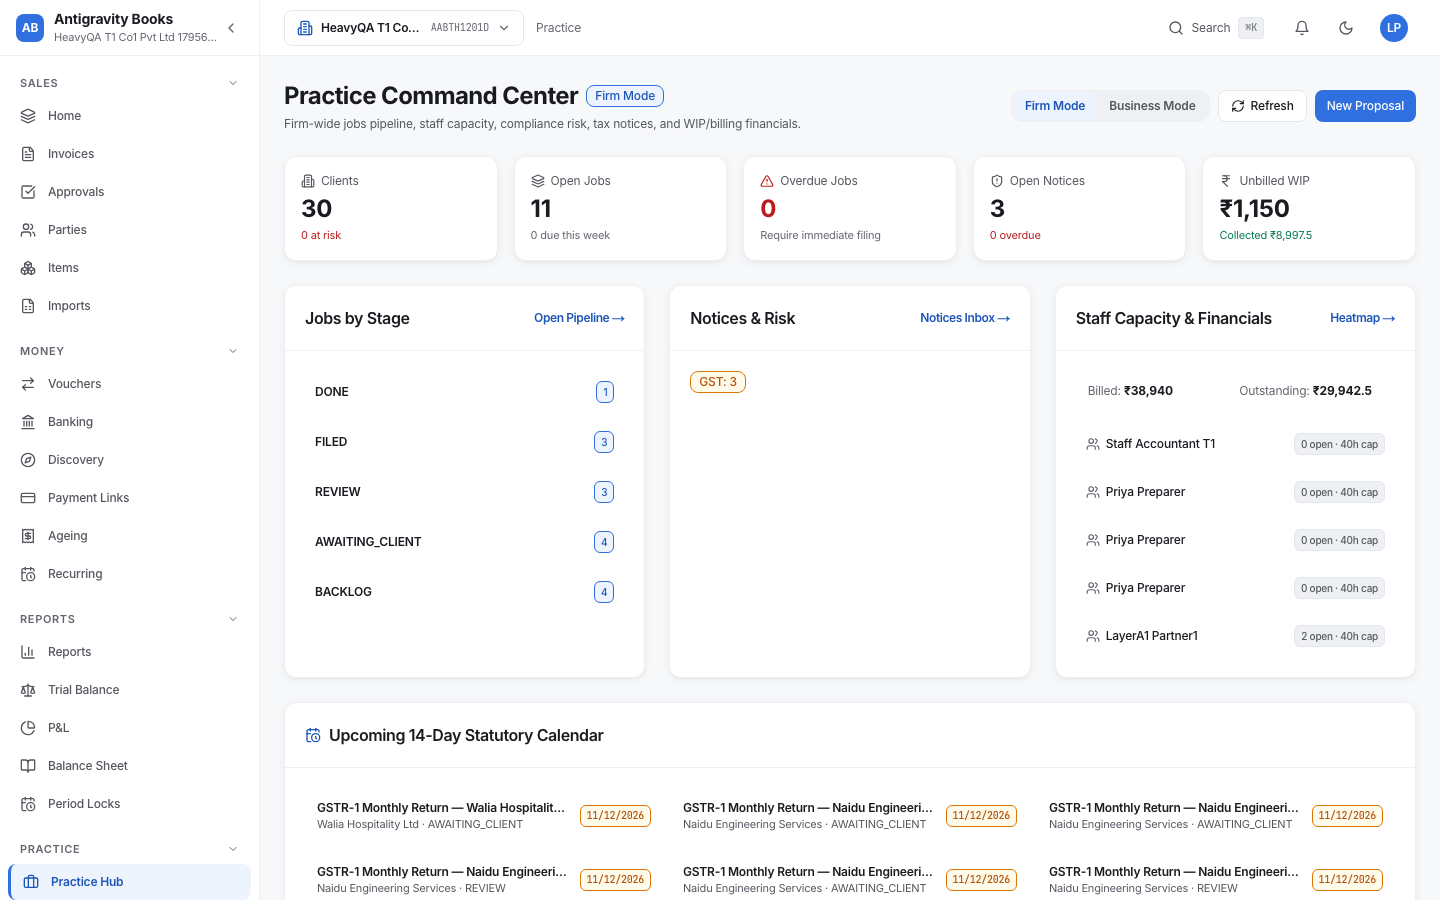 AB
Antigravity Books
HeavyQA T1 Co1 Pvt Ltd 17956...
SALES
Home
Invoices
Approvals
Parties
Items
Imports
MONEY
Vouchers
Banking
Discovery
Payment Links
Ageing
Recurring
REPORTS
Reports
Trial Balance
P&L
Balance Sheet
Period Locks
PRACTICE
Practice Hub
HeavyQA T1 Co... AABTH1201D
Practice
Search ⌘K
LP
Practice Command Center Firm Mode
Firm-wide jobs pipeline, staff capacity, compliance risk, tax notices, and WIP/billing financials.
Firm Mode Business Mode
Refresh
New Proposal
Clients
30
0 at risk
Open Jobs
11
0 due this week
Overdue Jobs
0
Require immediate filing
Open Notices
3
0 overdue
Unbilled WIP
₹1,150
Collected ₹8,997.5
Jobs by Stage Open Pipeline →
DONE 1
FILED 3
REVIEW 3
AWAITING_CLIENT 4
BACKLOG 4
Notices & Risk Notices Inbox →
GST: 3
Staff Capacity & Financials Heatmap →
Billed: ₹38,940 Outstanding: ₹29,942.5
Staff Accountant T1 0 open · 40h cap
Priya Preparer 0 open · 40h cap
Priya Preparer 0 open · 40h cap
Priya Preparer 0 open · 40h cap
LayerA1 Partner1 2 open · 40h cap
Upcoming 14-Day Statutory Calendar
GSTR-1 Monthly Return — Walia Hospitalit...
Walia Hospitality Ltd · AWAITING_CLIENT
11/12/2026
GSTR-1 Monthly Return — Naidu Engineeri...
Naidu Engineering Services · AWAITING_CLIENT
11/12/2026
GSTR-1 Monthly Return — Naidu Engineeri...
Naidu Engineering Services · AWAITING_CLIENT
11/12/2026
GSTR-1 Monthly Return — Naidu Engineeri...
Naidu Engineering Services · REVIEW
11/12/2026
GSTR-1 Monthly Return — Naidu Engineeri...
Naidu Engineering Services · AWAITING_CLIENT
11/12/2026
GSTR-1 Monthly Return — Naidu Engineeri...
Naidu Engineering Services · REVIEW
11/12/2026